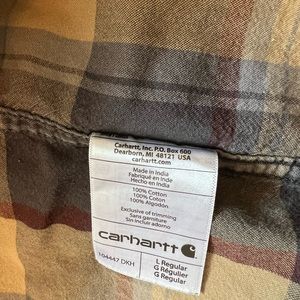 Carhartt, Inc. P.O. Box 600
Dearborn, MI 48121 USA
carhartt.com
Made in India
Fabriqué en Inde
Hecho en India
100% Cotton
100% Coton
100% Algodón
Exclusive of trimming
Sans garniture
Sin incluir adorno
carhartt
104447 DKH
L Regular
G Régulier
G Regular